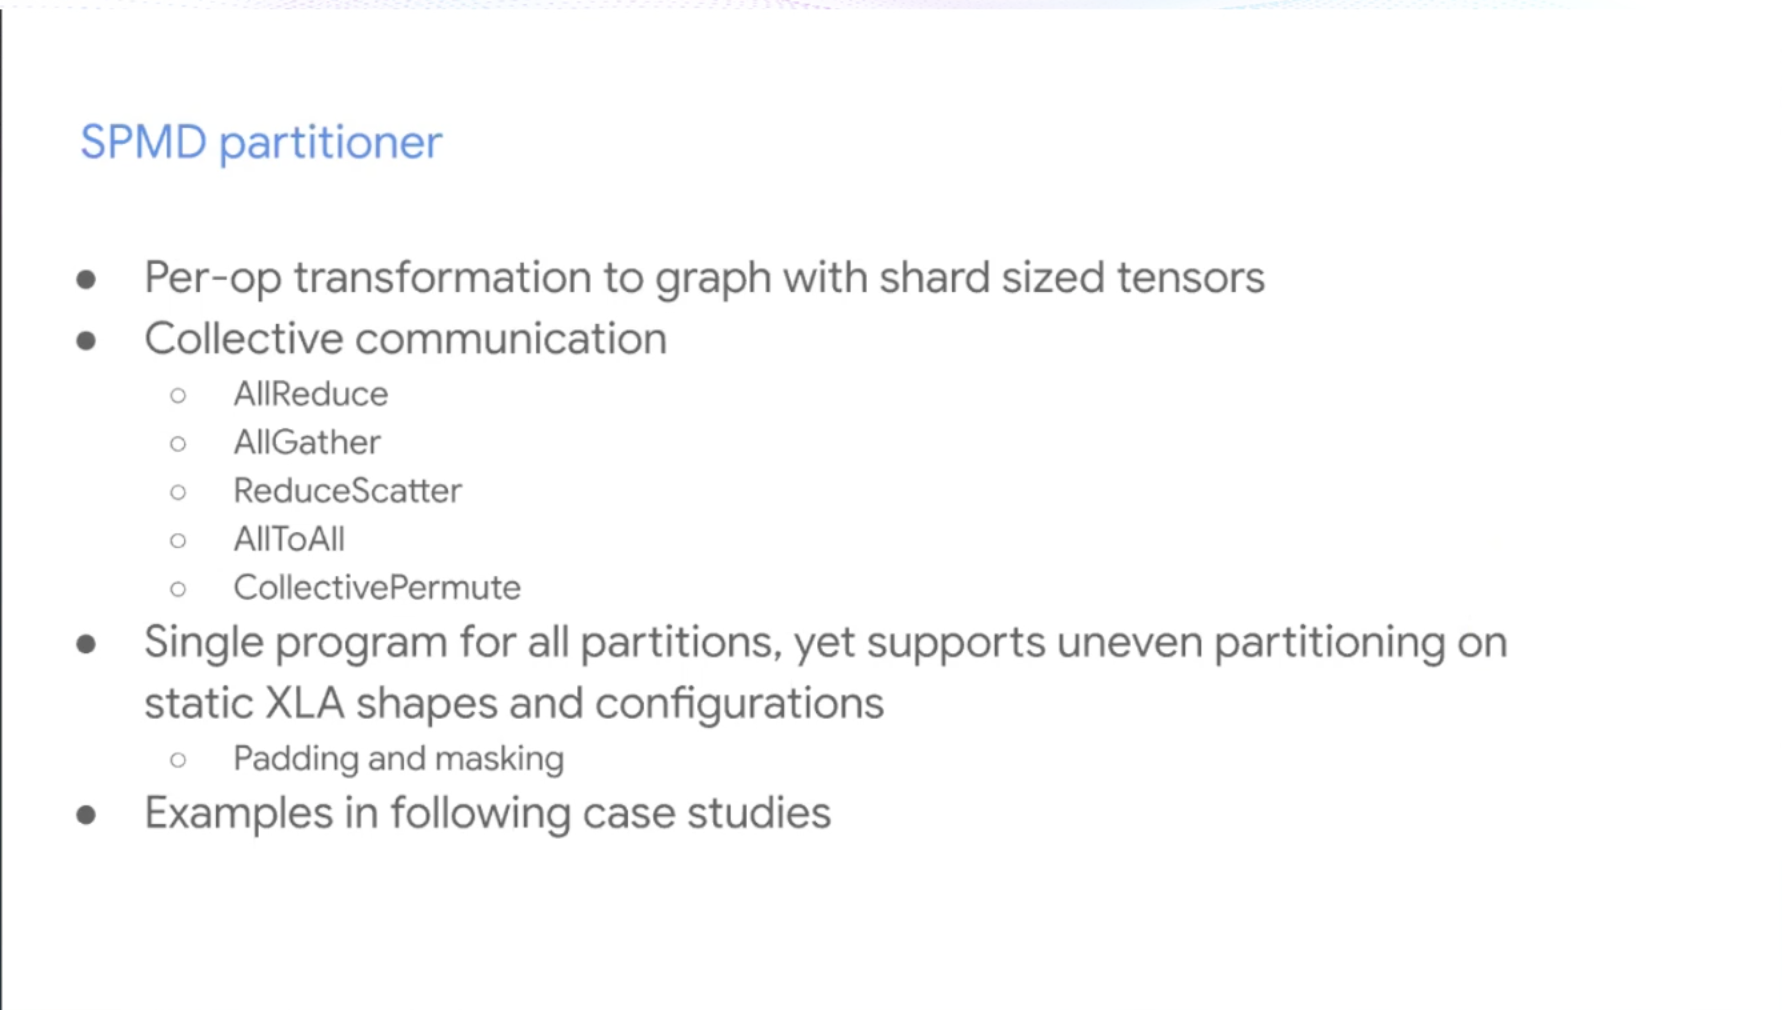 SPMD partitioner
● Per-op transformation to graph with shard sized tensors
● Collective communication
○ AllReduce
○ AllGather
○ ReduceScatter
○ AllToAll
○ CollectivePermute
● Single program for all partitions, yet supports uneven partitioning on
static XLA shapes and configurations
○ Padding and masking
● Examples in following case studies